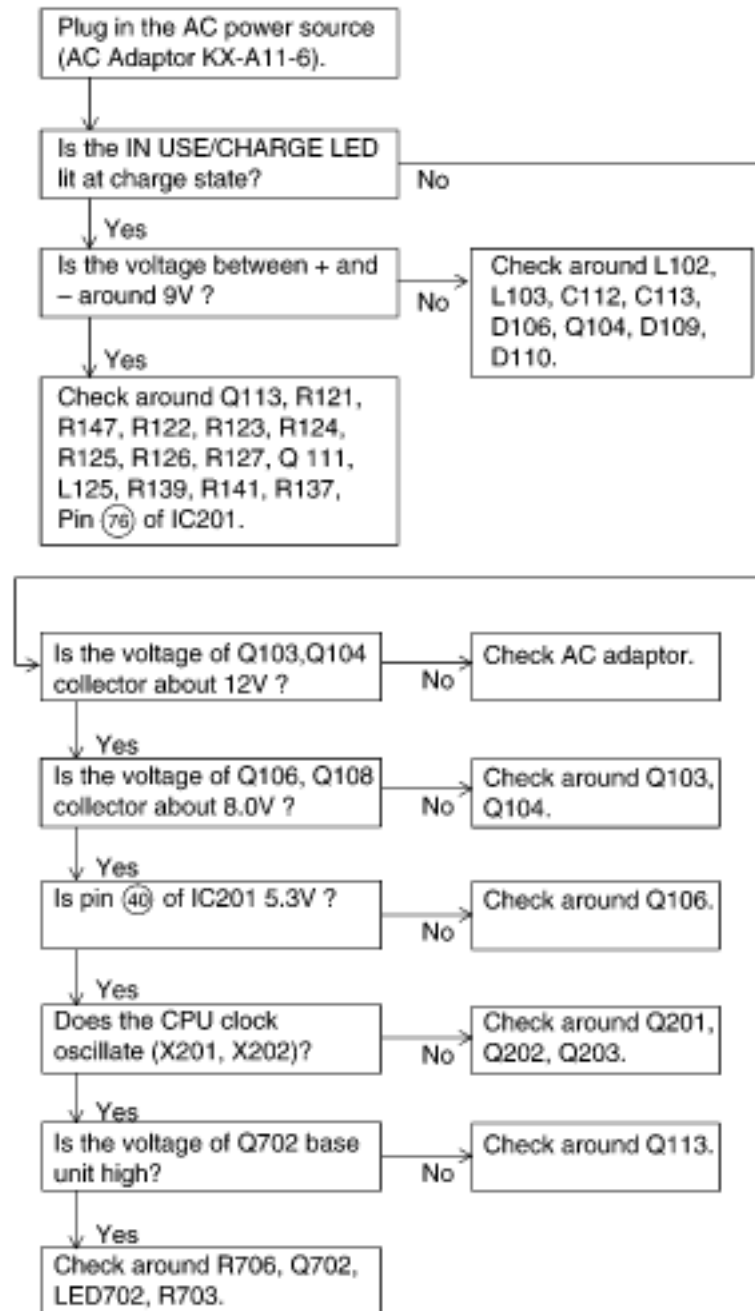 Plug in the AC power source
(AC Adaptor KX-A11-6).
Is the IN USE/CHARGE LED
lit at charge state?
No
Yes
Is the voltage between + and
– around 9V ?
No
Check around L102,
L103, C112, C113,
D106, Q104, D109,
D110.
Yes
Check around Q113, R121,
R147, R122, R123, R124,
R125, R126, R127, Q 111,
L125, R139, R141, R137,
Pin 76 of IC201.
Is the voltage of Q103,Q104
collector about 12V ?
No
Check AC adaptor.
Yes
Is the voltage of Q106, Q108
collector about 8.0V ?
No
Check around Q103,
Q104.
Yes
Is pin 40 of IC201 5.3V ?
No
Check around Q106.
Yes
Does the CPU clock
oscillate (X201, X202)?
No
Check around Q201,
Q202, Q203.
Yes
Is the voltage of Q702 base
unit high?
No
Check around Q113.
Yes
Check around R706, Q702,
LED702, R703.